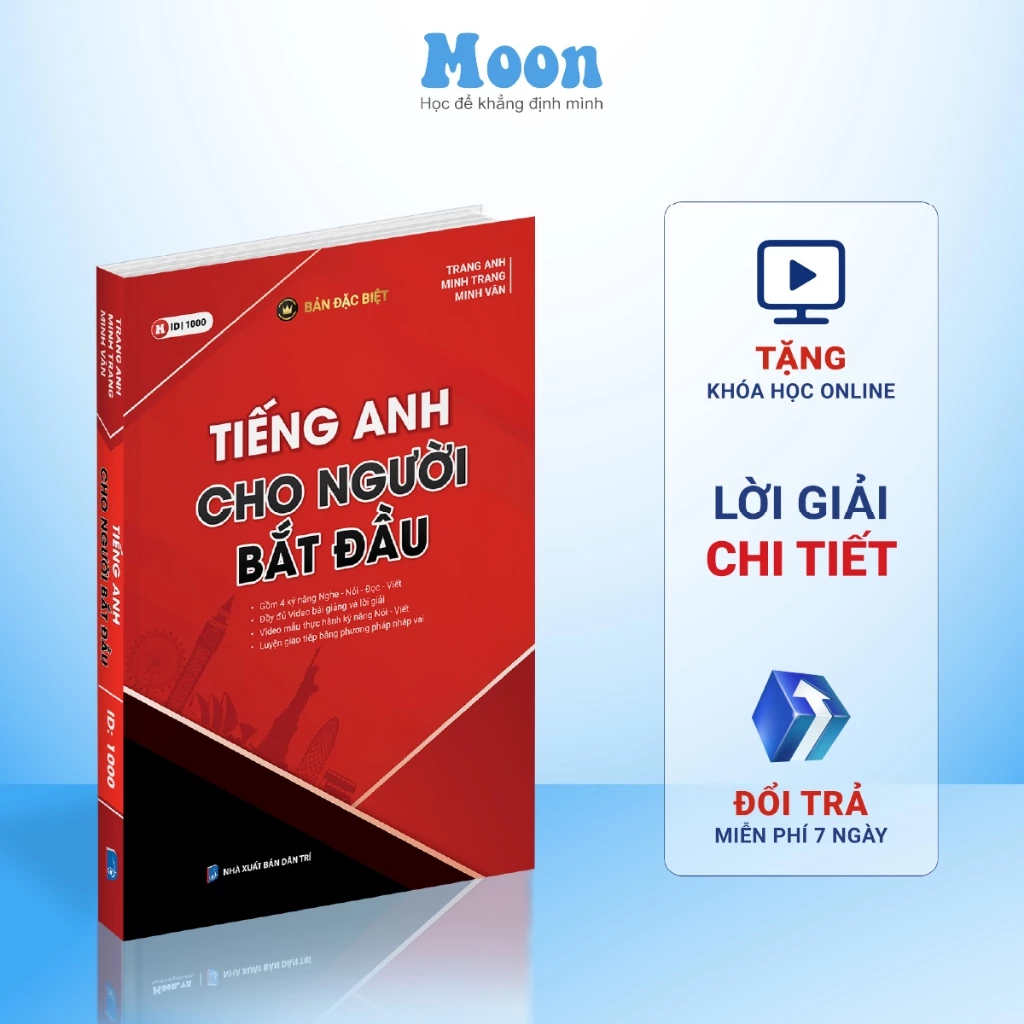 Moon
Học để khẳng định mình
TRANG ANH
MINH TRANG
MINH VÂN
BẢN ĐẶC BIỆT
ID | 1000
TIẾNG ANH
CHO NGƯỜI
BẮT ĐẦU
• Gồm 4 kỹ năng Nghe - Nói - Đọc - Viết
• Đầy đủ Video bài giảng và lời giải
• Video mẫu thực hành kỹ năng Nói - Viết
• Luyện giao tiếp bằng phương pháp nhập vai
NHÀ XUẤT BẢN DÂN TRÍ
TRANG ANH
MINH TRANG
MINH VÂN
TIẾNG ANH
CHO NGƯỜI BẮT ĐẦU
ID: 1000
TẶNG
KHÓA HỌC ONLINE
LỜI GIẢI
CHI TIẾT
ĐỔI TRẢ
MIỄN PHÍ 7 NGÀY